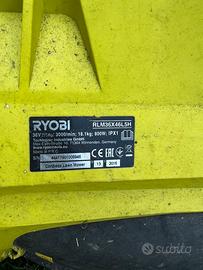 RYOBI
RLM36X46L5H
36V 3000/min; 18.1kg; 800W; IPX1
Techtronic Industries GmbH
Max-Eyth-Straße 10, D-71364 Winnenden, Germany
Cordless Lawn Mower
13 2016
subito